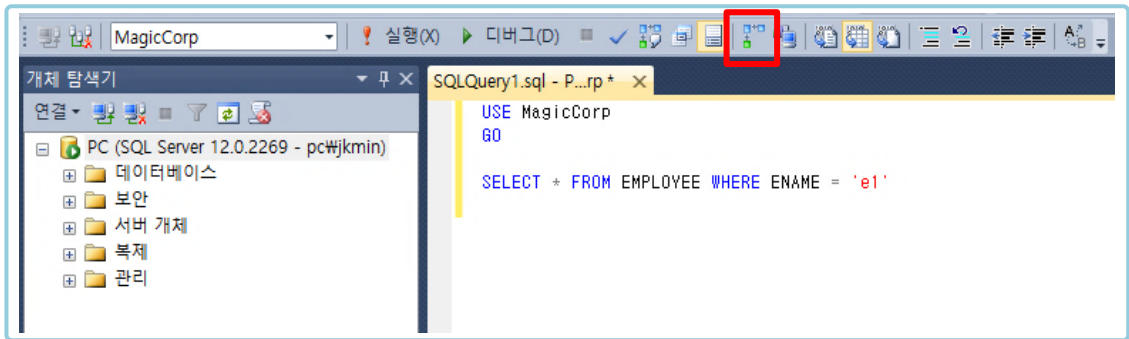 MagicCorp
실행(X)
디버그(D)
개체 탐색기
연결
PC (SQL Server 12.0.2269 - pc₩jkmin)
데이터베이스
보안
서버 개체
복제
관리
SQLQuery1.sql - P...rp*
USE MagicCorp
GO
SELECT * FROM EMPLOYEE WHERE ENAME = 'e1'